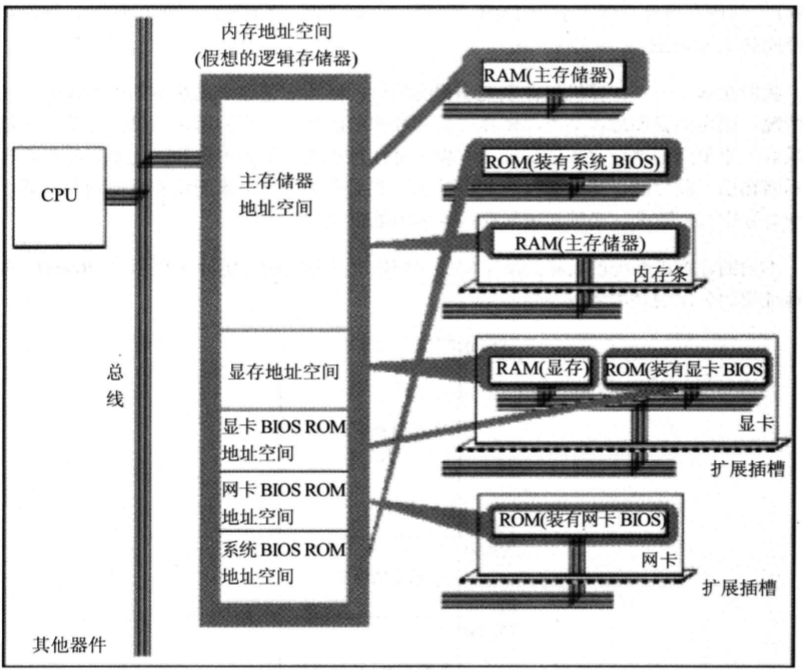 内存地址空间
(假想的逻辑存储器)
RAM(主存储器)
ROM(装有系统 BIOS)
CPU
主存储器
地址空间
RAM(主存储器)
内存条
总
线
显存地址空间
RAM(显存)
ROM(装有显卡 BIOS)
显卡
扩展插槽
显卡 BIOS ROM
地址空间
网卡 BIOS ROM
地址空间
ROM(装有网卡 BIOS)
网卡
扩展插槽
系统 BIOS ROM
地址空间
其他器件